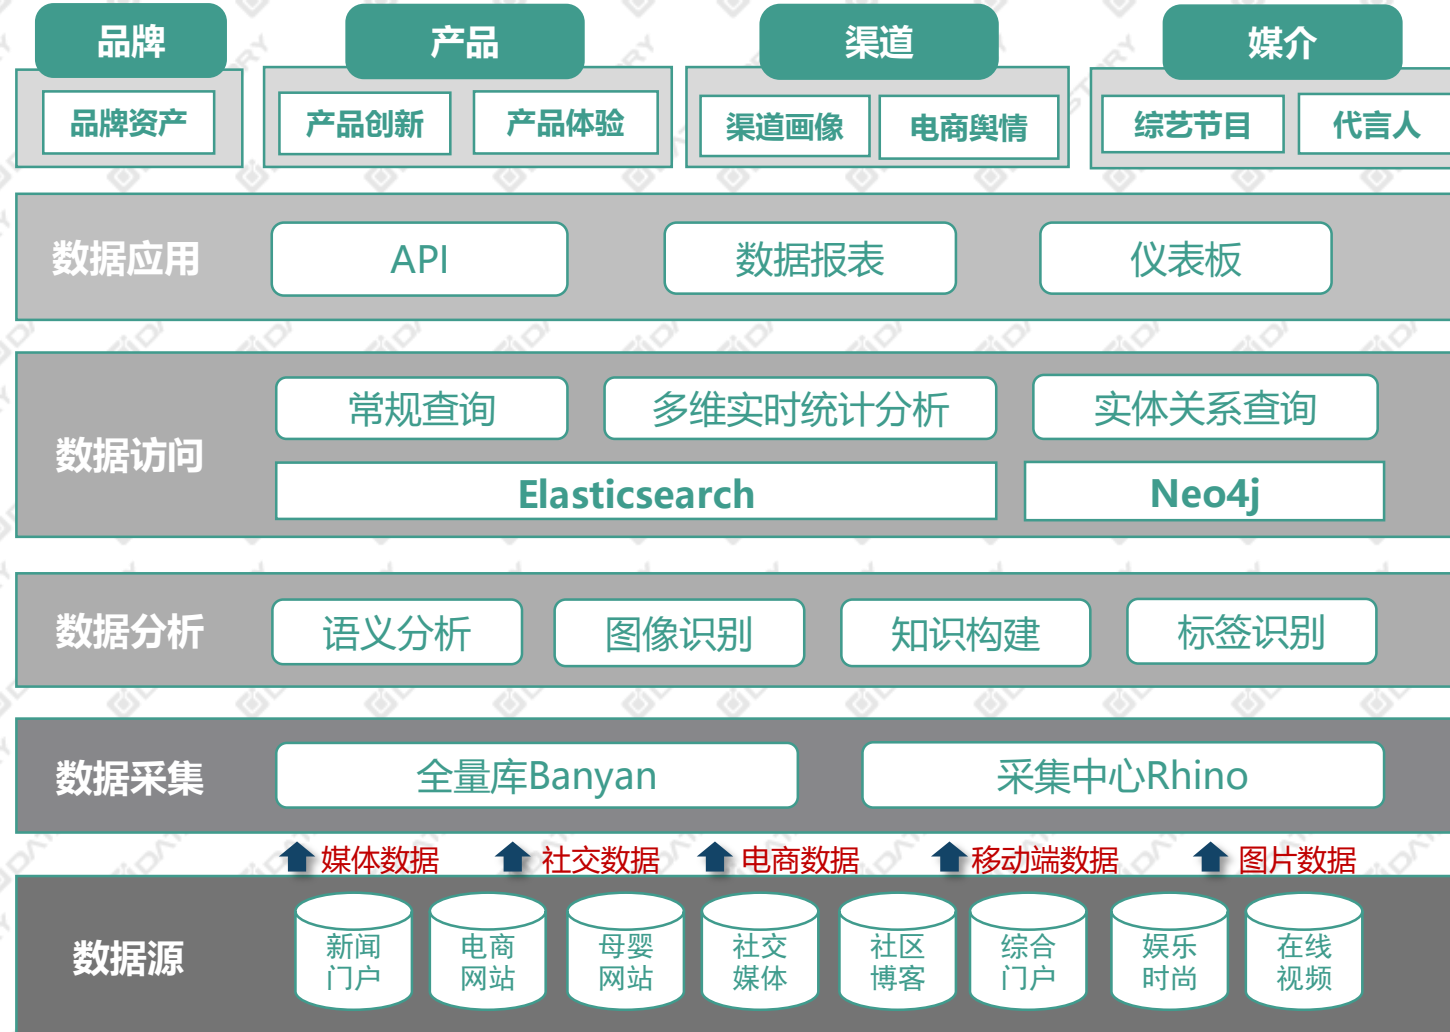 品牌
产品
渠道
媒介
品牌资产
产品创新
产品体验
渠道画像
电商舆情
综艺节目
代言人
数据应用
API
数据报表
仪表板
数据访问
常规查询
多维实时统计分析
实体关系查询
Elasticsearch
Neo4j
数据分析
语义分析
图像识别
知识构建
标签识别
数据采集
全量库Banyan
采集中心Rhino
媒体数据
社交数据
电商数据
移动端数据
图片数据
数据源
新闻
门户
电商
网站
母婴
网站
社交
媒体
社区
博客
综合
门户
娱乐
时尚
在线
视频